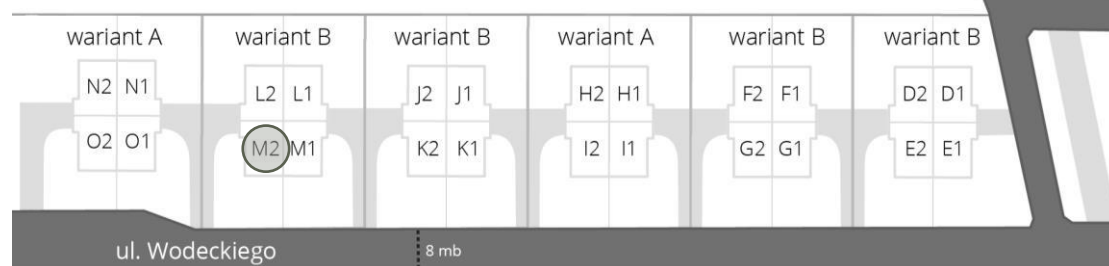 wariant A wariant B wariant B wariant A wariant B wariant B
N2 N1 L2 L1 J2 J1 H2 H1 F2 F1 D2 D1
O2 O1 M2 M1 K2 K1 I2 I1 G2 G1 E2 E1
ul. Wodeckiego 8 mb